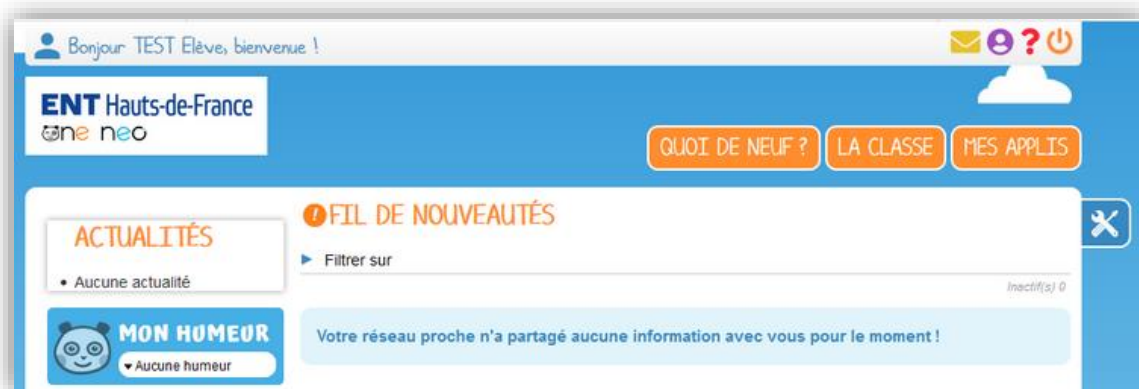 Bonjour TEST Elève, bienvenue !
?
ENT Hauts-de-France
one neo
QUOI DE NEUF ? LA CLASSE MES APPLIS
! FIL DE NOUVEAUTÉS
ACTUALITÉS
Filtrer sur
• Aucune actualité
Inactif(s) 0
MON HUMEUR
Aucune humeur
Votre réseau proche n'a partagé aucune information avec vous pour le moment !